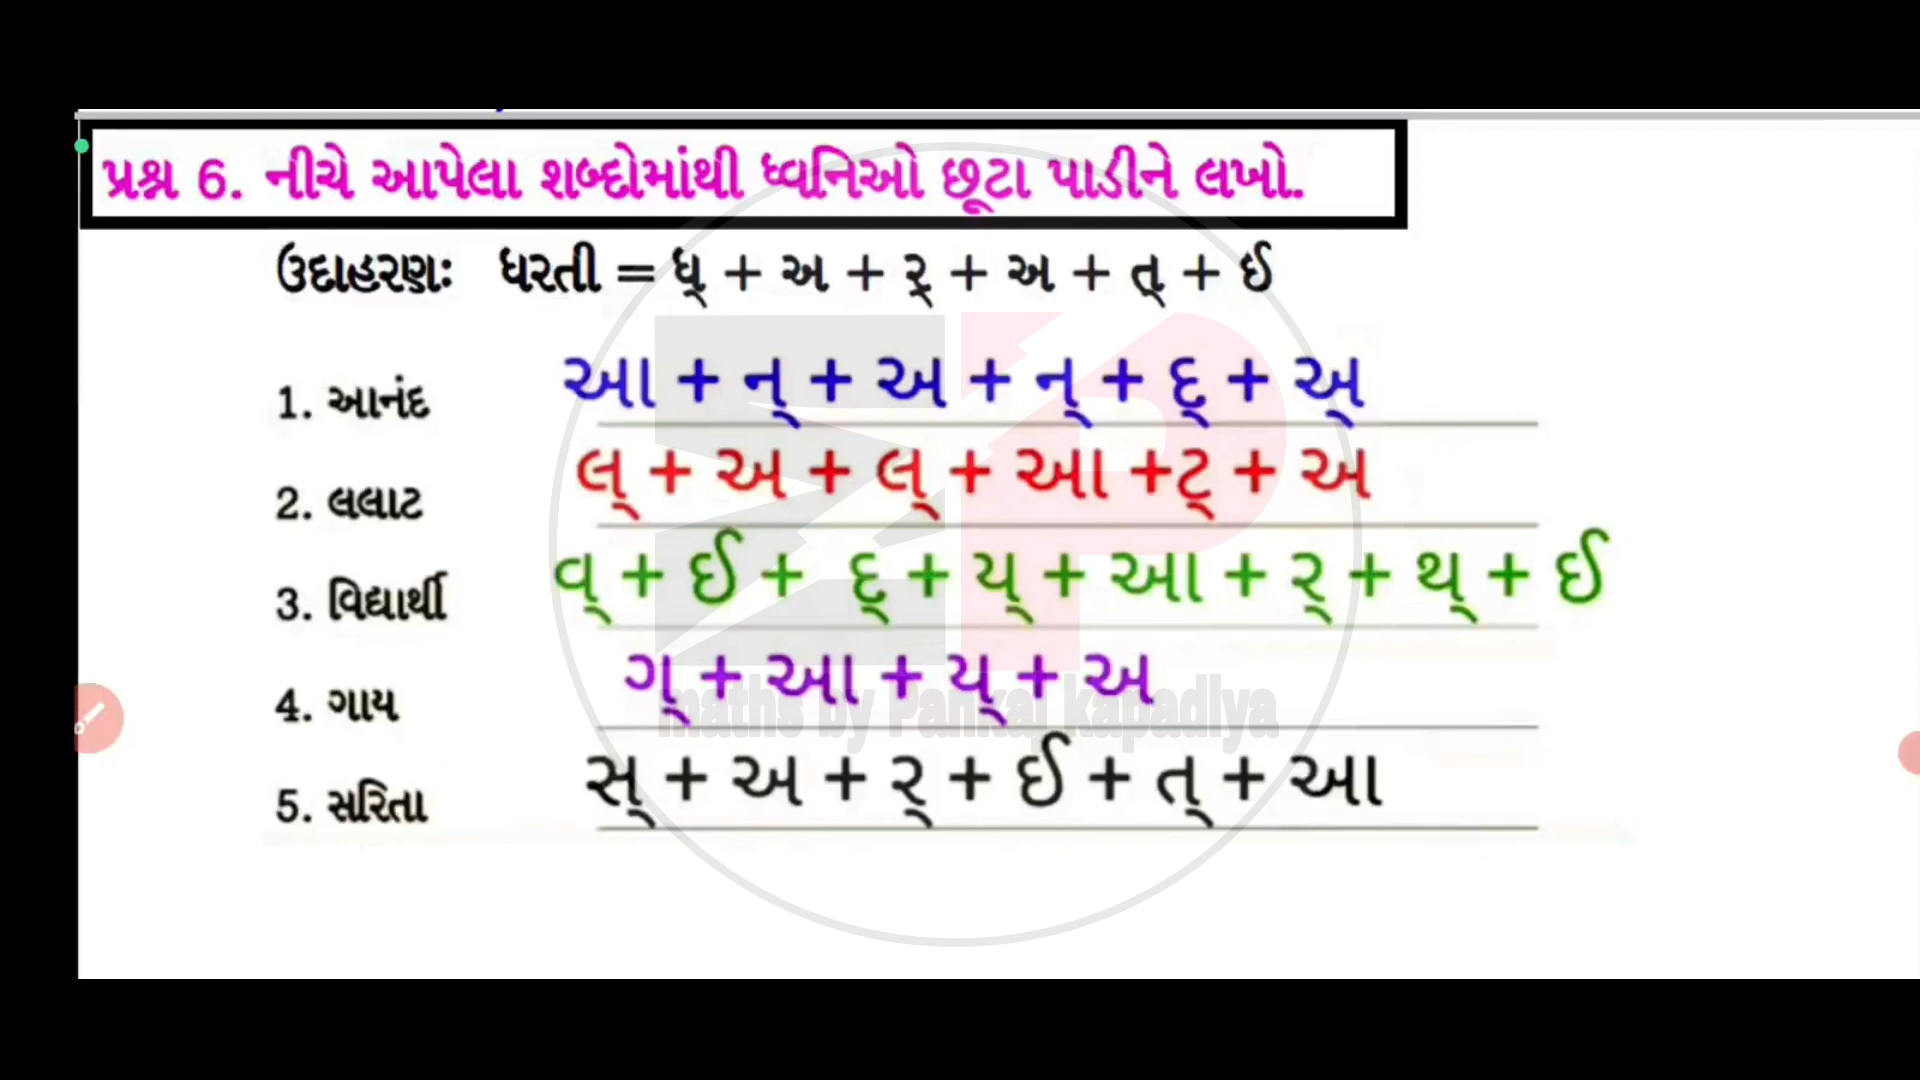 પ્રશ્ન 6. નીચે આપેલા શબ્દોમાંથી ધ્વનિઓ છૂટા પાડીને લખો.
ઉદાહરણઃ ધરતી = ધ્ + અ + ર્ + અ + ત્ + ઈ
1. આનંદ આ + ન્ + અ + ન્ + દ્ + અ્
2. લલાટ લ્ + અ + લ્ + આ +ટ્ + અ
3. વિદ્યાર્થી વ્ + ઈ + દ્ + ય્ + આ + ર્ + થ્ + ઈ
4. ગાય ગ્ + આ + ય્ + અ
maths by Pankaj kapadiya
5. સરિતા સ્ + અ + ર્ + ઈ + ત્ + આ